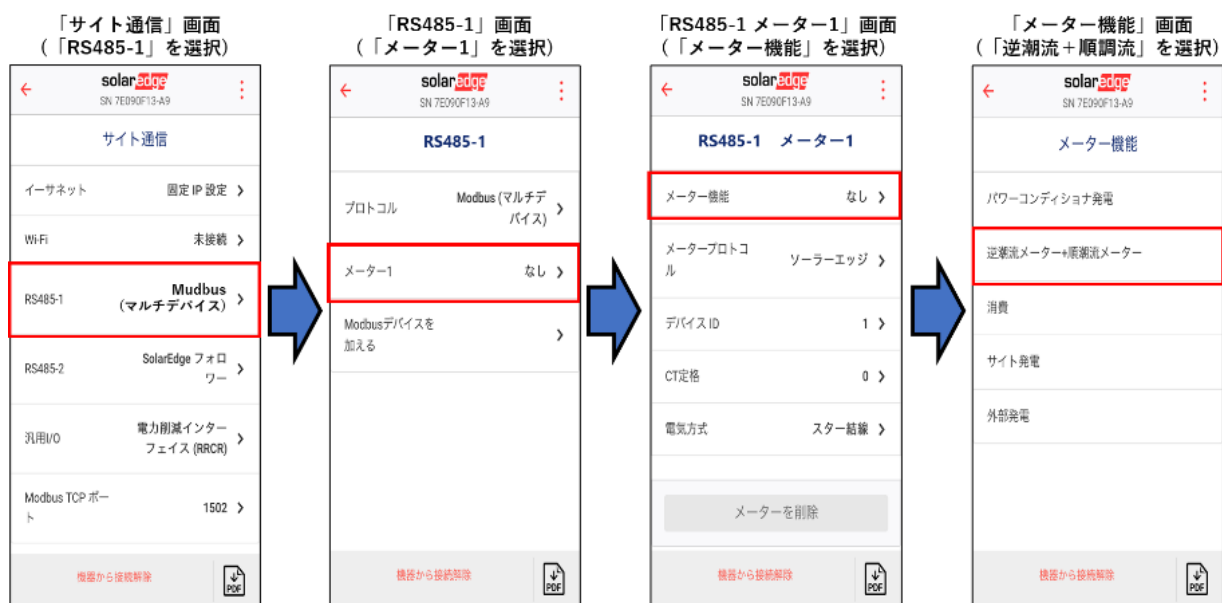 「サイト通信」画面
（「RS485-1」を選択）
solaredge
SN 7E090F13-A9
サイト通信
イーサネット 固定 IP 設定
Wi-Fi 未接続
RS485-1 Mudbus
（マルチデバイス）
RS485-2 SolarEdge フォロ
ワー
汎用I/O 電力削減インター
フェイス (RRCR)
Modbus TCP ポー
ト 1502
機器から接続解除
PDF
「RS485-1」画面
（「メーター1」を選択）
solaredge
SN 7E090F13-A9
RS485-1
プロトコル Modbus (マルチデ
バイス)
メーター1 なし
Modbusデバイスを
加える
機器から接続解除
PDF
「RS485-1 メーター1」画面
（「メーター機能」を選択）
solaredge
SN 7E090F13-A9
RS485-1 メーター1
メーター機能 なし
メータープロトコ
ル ソーラーエッジ
デバイス ID 1
CT定格 0
電気方式 スター結線
メーターを削除
機器から接続解除
PDF
「メーター機能」画面
（「逆潮流＋順調流」を選択）
solaredge
SN 7E090F13-A9
メーター機能
パワーコンディショナ発電
逆潮流メーター+順潮流メーター
消費
サイト発電
外部発電
機器から接続解除
PDF